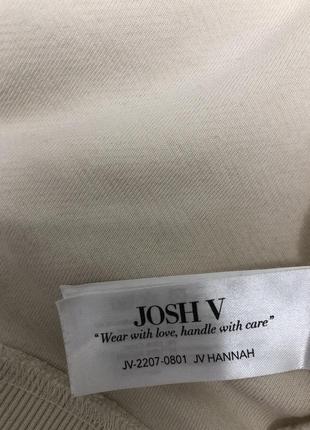 JOSH V
"Wear with love, handle with care"
JV-2207-0801 JV HANNAH